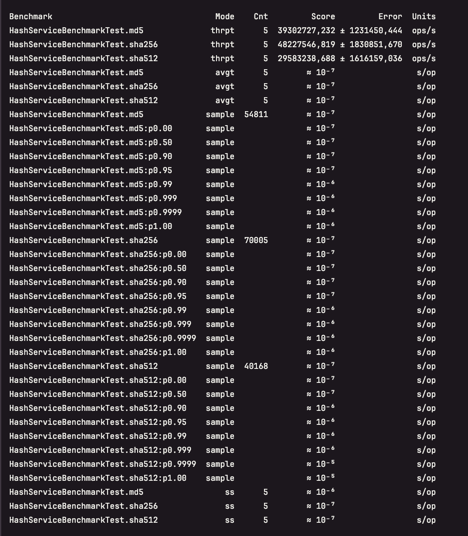 Benchmark Mode Cnt Score Error Units
HashServiceBenchmarkTest.md5 thrpt 5 39302727,232 ± 1231450,444 ops/s
HashServiceBenchmarkTest.sha256 thrpt 5 48227546,819 ± 1830851,670 ops/s
HashServiceBenchmarkTest.sha512 thrpt 5 29583238,688 ± 1616159,036 ops/s
HashServiceBenchmarkTest.md5 avgt 5 ≈ 10⁻⁷ s/op
HashServiceBenchmarkTest.sha256 avgt 5 ≈ 10⁻⁷ s/op
HashServiceBenchmarkTest.sha512 avgt 5 ≈ 10⁻⁷ s/op
HashServiceBenchmarkTest.md5 sample 54811 ≈ 10⁻⁷ s/op
HashServiceBenchmarkTest.md5:p0.00 sample ≈ 10⁻⁷ s/op
HashServiceBenchmarkTest.md5:p0.50 sample ≈ 10⁻⁷ s/op
HashServiceBenchmarkTest.md5:p0.90 sample ≈ 10⁻⁷ s/op
HashServiceBenchmarkTest.md5:p0.95 sample ≈ 10⁻⁷ s/op
HashServiceBenchmarkTest.md5:p0.99 sample ≈ 10⁻⁶ s/op
HashServiceBenchmarkTest.md5:p0.999 sample ≈ 10⁻⁶ s/op
HashServiceBenchmarkTest.md5:p0.9999 sample ≈ 10⁻⁶ s/op
HashServiceBenchmarkTest.md5:p1.00 sample ≈ 10⁻⁶ s/op
HashServiceBenchmarkTest.sha256 sample 70005 ≈ 10⁻⁷ s/op
HashServiceBenchmarkTest.sha256:p0.00 sample ≈ 10⁻⁷ s/op
HashServiceBenchmarkTest.sha256:p0.50 sample ≈ 10⁻⁷ s/op
HashServiceBenchmarkTest.sha256:p0.90 sample ≈ 10⁻⁷ s/op
HashServiceBenchmarkTest.sha256:p0.95 sample ≈ 10⁻⁷ s/op
HashServiceBenchmarkTest.sha256:p0.99 sample ≈ 10⁻⁶ s/op
HashServiceBenchmarkTest.sha256:p0.999 sample ≈ 10⁻⁶ s/op
HashServiceBenchmarkTest.sha256:p0.9999 sample ≈ 10⁻⁶ s/op
HashServiceBenchmarkTest.sha256:p1.00 sample ≈ 10⁻⁶ s/op
HashServiceBenchmarkTest.sha512 sample 40168 ≈ 10⁻⁷ s/op
HashServiceBenchmarkTest.sha512:p0.00 sample ≈ 10⁻⁷ s/op
HashServiceBenchmarkTest.sha512:p0.50 sample ≈ 10⁻⁷ s/op
HashServiceBenchmarkTest.sha512:p0.90 sample ≈ 10⁻⁶ s/op
HashServiceBenchmarkTest.sha512:p0.95 sample ≈ 10⁻⁶ s/op
HashServiceBenchmarkTest.sha512:p0.99 sample ≈ 10⁻⁶ s/op
HashServiceBenchmarkTest.sha512:p0.999 sample ≈ 10⁻⁶ s/op
HashServiceBenchmarkTest.sha512:p0.9999 sample ≈ 10⁻⁵ s/op
HashServiceBenchmarkTest.sha512:p1.00 sample ≈ 10⁻⁵ s/op
HashServiceBenchmarkTest.md5 ss 5 ≈ 10⁻⁶ s/op
HashServiceBenchmarkTest.sha256 ss 5 ≈ 10⁻⁷ s/op
HashServiceBenchmarkTest.sha512 ss 5 ≈ 10⁻⁷ s/op